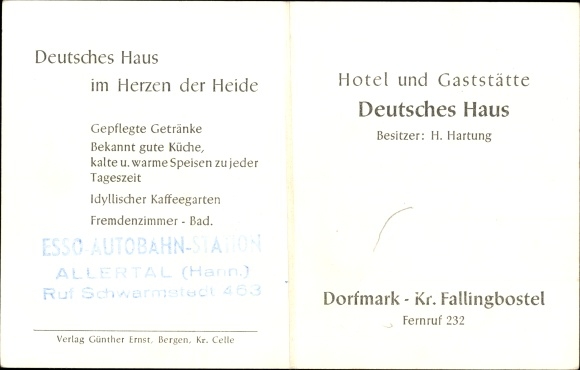 Deutsches Haus
im Herzen der Heide
Gepflegte Getränke
Bekannt gute Küche,
kalte u. warme Speisen zu jeder
Tageszeit
Idyllischer Kaffeegarten
Fremdenzimmer - Bad.
ESSO-AUTOBAHN-STATION
ALLERTAL (Hann.)
Ruf Schwarmstedt 463
Verlag Günther Ernst, Bergen, Kr. Celle
Hotel und Gaststätte
Deutsches Haus
Besitzer: H. Hartung
Dorfmark - Kr. Fallingbostel
Fernruf 232